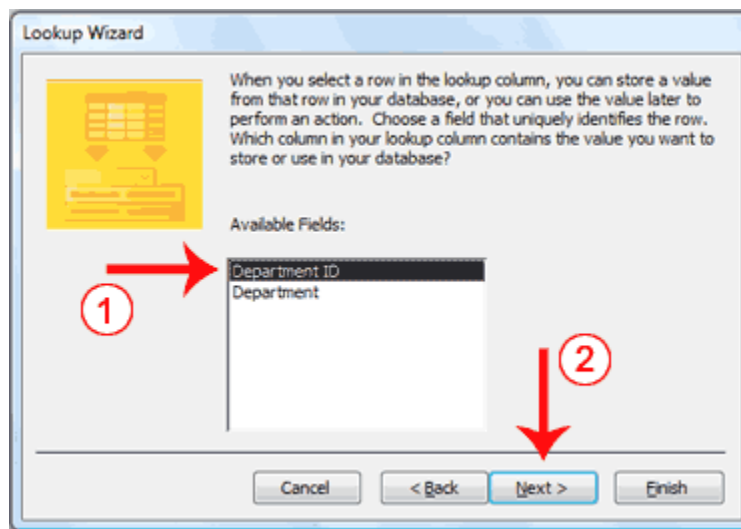 Lookup Wizard
When you select a row in the lookup column, you can store a value
from that row in your database, or you can use the value later to
perform an action.  Choose a field that uniquely identifies the row.
Which column in your lookup column contains the value you want to
store or use in your database?
Available Fields:
Department ID
Department
1
2
Cancel
< Back
Next >
Finish